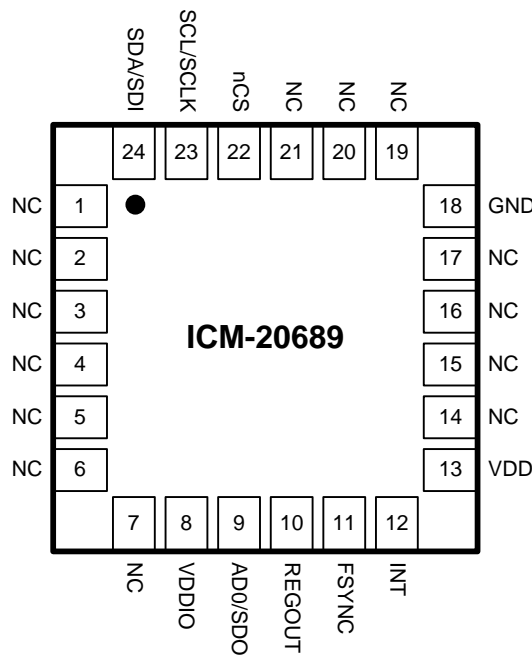 SDA/SDI
SCL/SCLK
nCS
NC
NC
NC
24
23
22
21
20
19
NC 1
18 GND
NC 2
17 NC
NC 3
16 NC
ICM-20689
NC 4
15 NC
NC 5
14 NC
NC 6
13 VDD
7
8
9
10
11
12
NC
VDDIO
AD0/SDO
REGOUT
FSYNC
INT